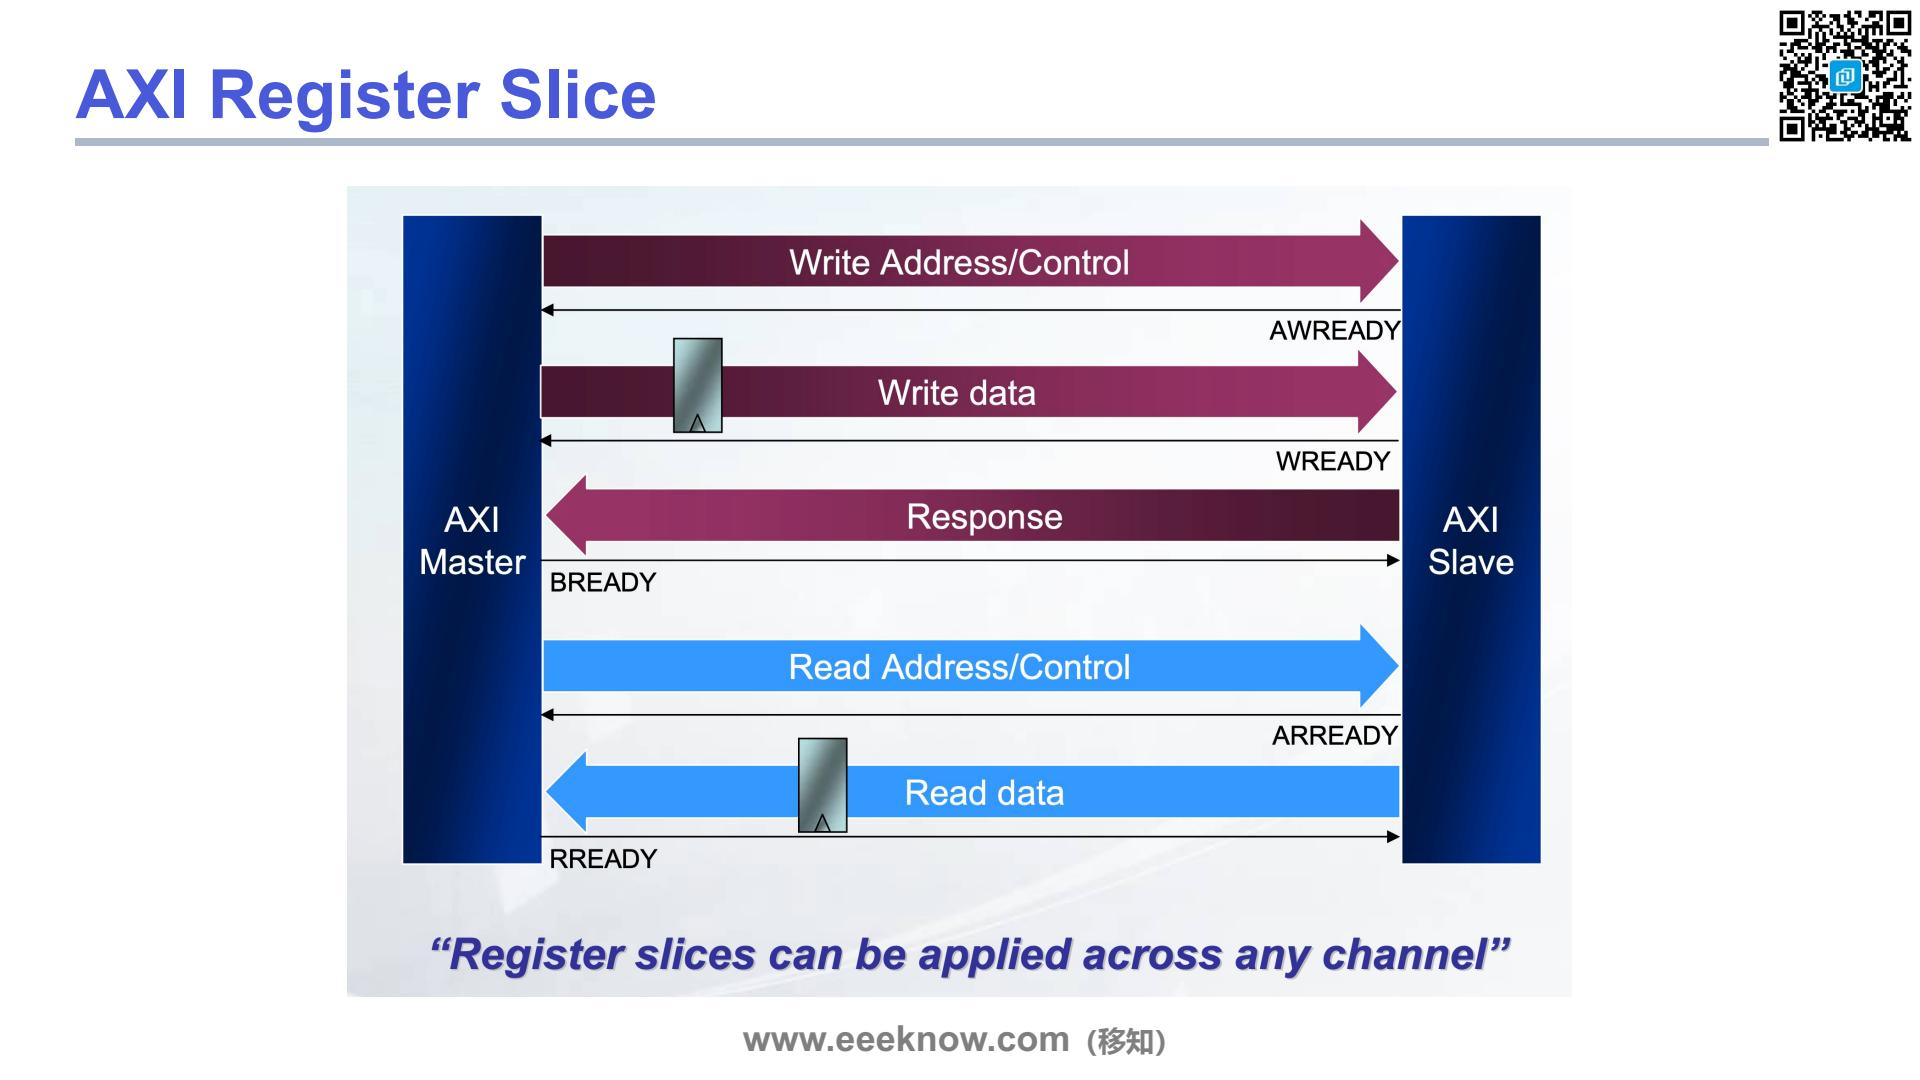 AXI Register Slice
Write Address/Control
AWREADY
Write data
WREADY
Response
BREADY
AXI
Master
AXI
Slave
Read Address/Control
ARREADY
Read data
RREADY
“Register slices can be applied across any channel”
www.eeeknow.com (移知)